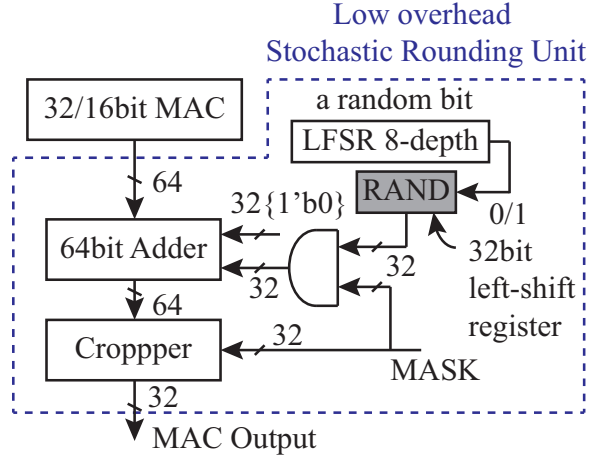 Low overhead
Stochastic Rounding Unit
32/16bit MAC
a random bit
LFSR 8-depth
64
RAND
32{1'b0}
0/1
64bit Adder
32
32
32bit
left-shift
register
64
Croppper
32
MASK
32
MAC Output